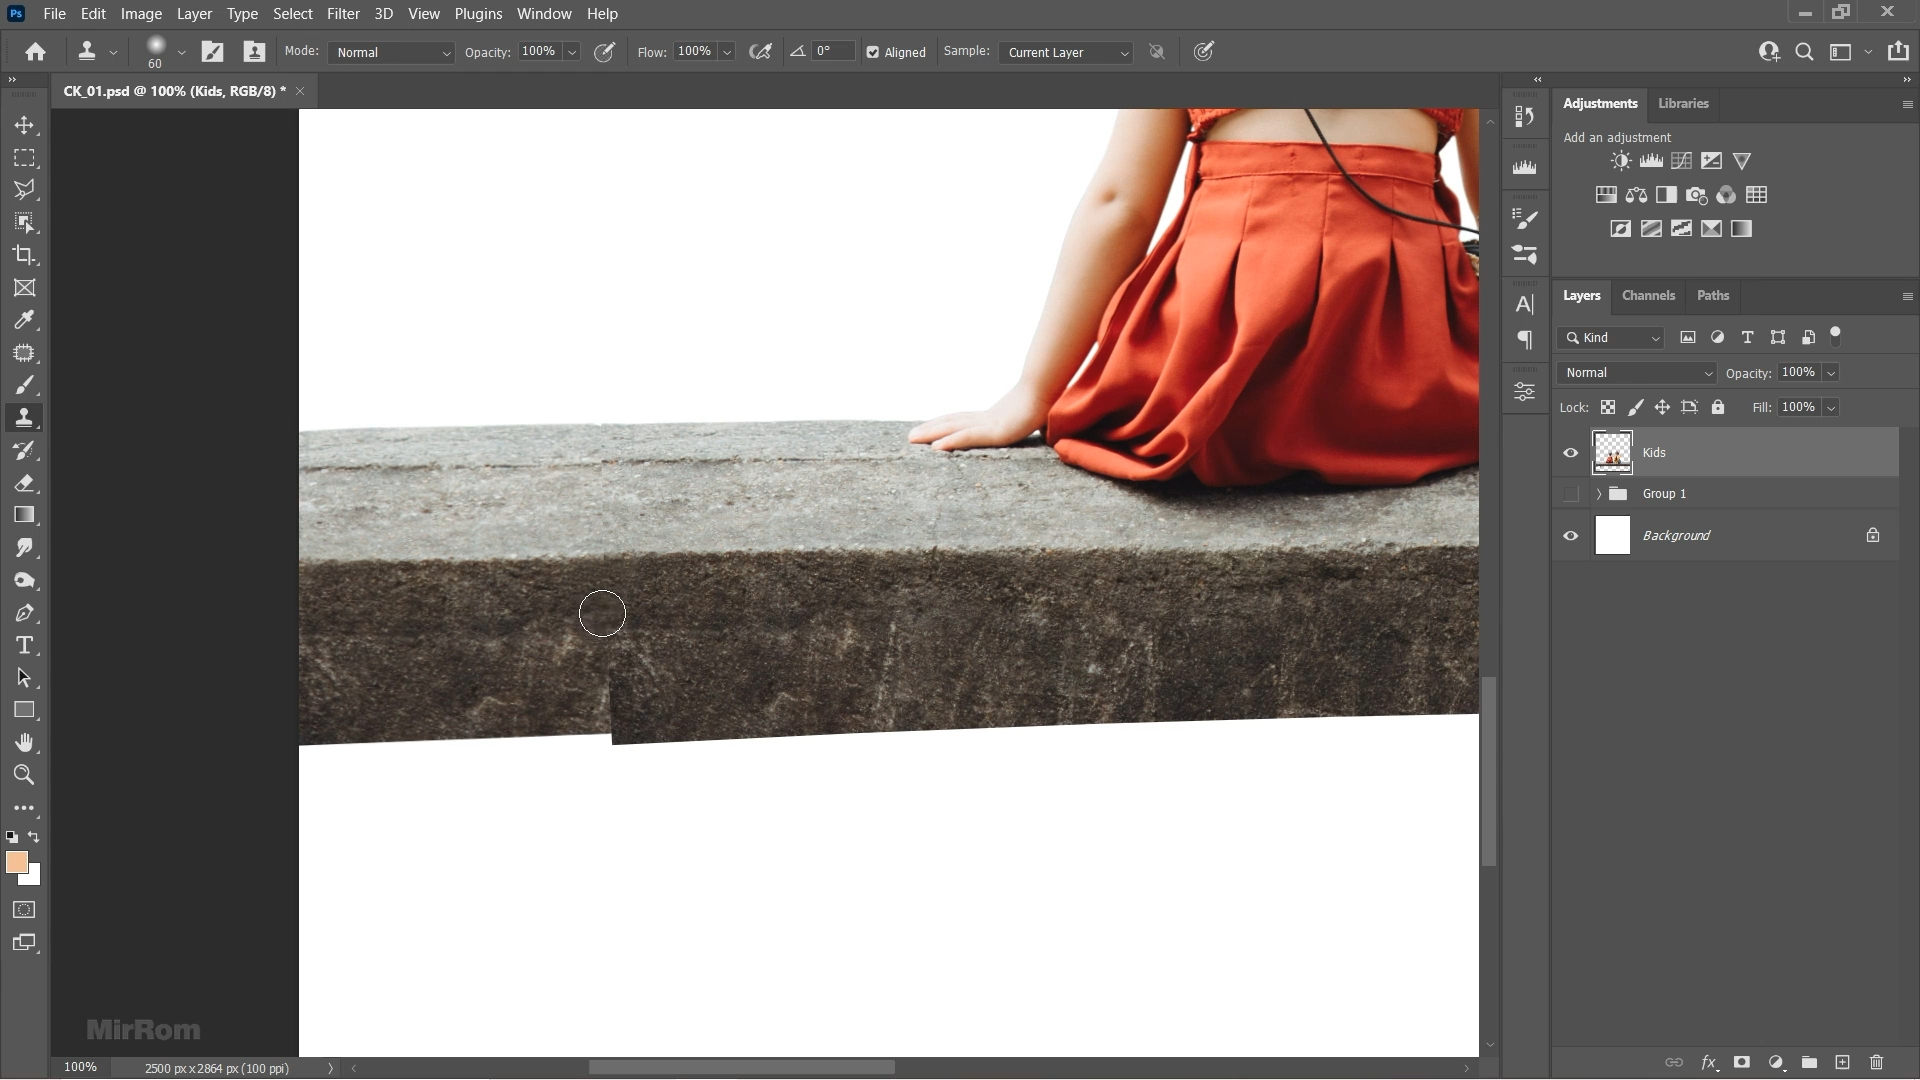 Ps File Edit Image Layer Type Select Filter 3D View Plugins Window Help
60 Mode: Normal Opacity: 100% Flow: 100% 0° Aligned Sample: Current Layer
CK_01.psd @ 100% (Kids, RGB/8) * ×
Adjustments Libraries
Add an adjustment
Layers Channels Paths
Kind
Normal Opacity: 100%
Lock: Fill: 100%
Kids
Group 1
Background
MirRom
100% 2500 px x 2864 px (100 ppi)